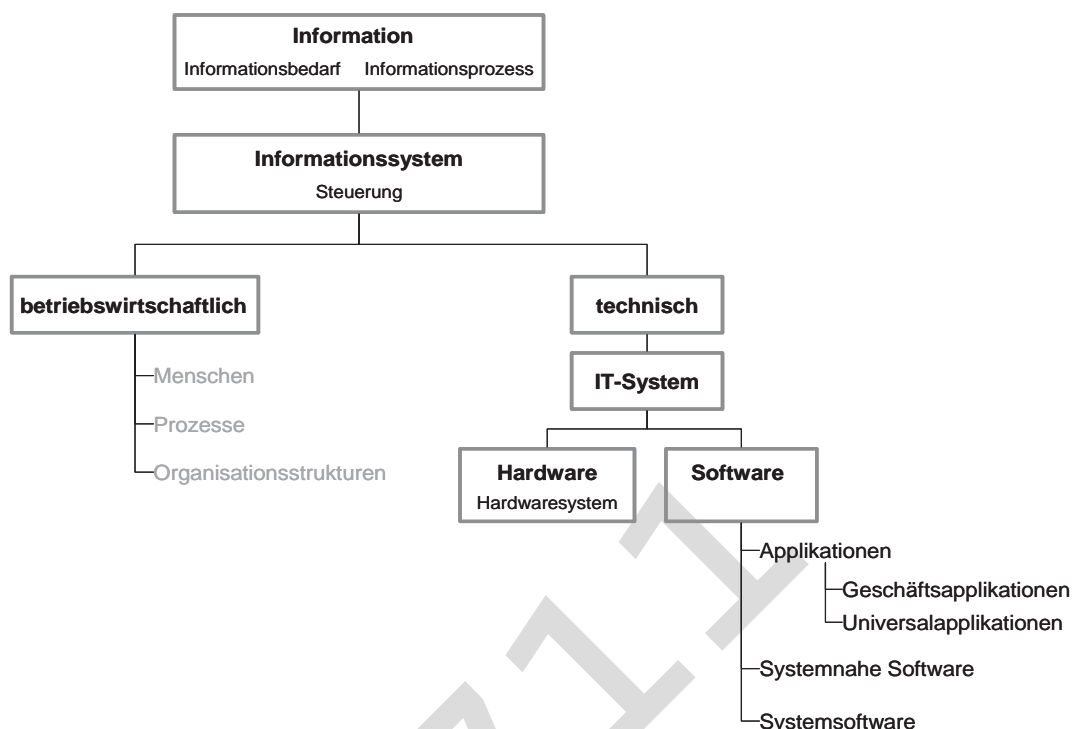 Information
Informationsbedarf Informationsprozess
Informationssystem
Steuerung
betriebswirtschaftlich
technisch
Menschen
Prozesse
Organisationsstrukturen
IT-System
Hardware
Hardwaresystem
Software
Applikationen
Geschäftsapplikationen
Universalapplikationen
Systemnahe Software
Systemsoftware